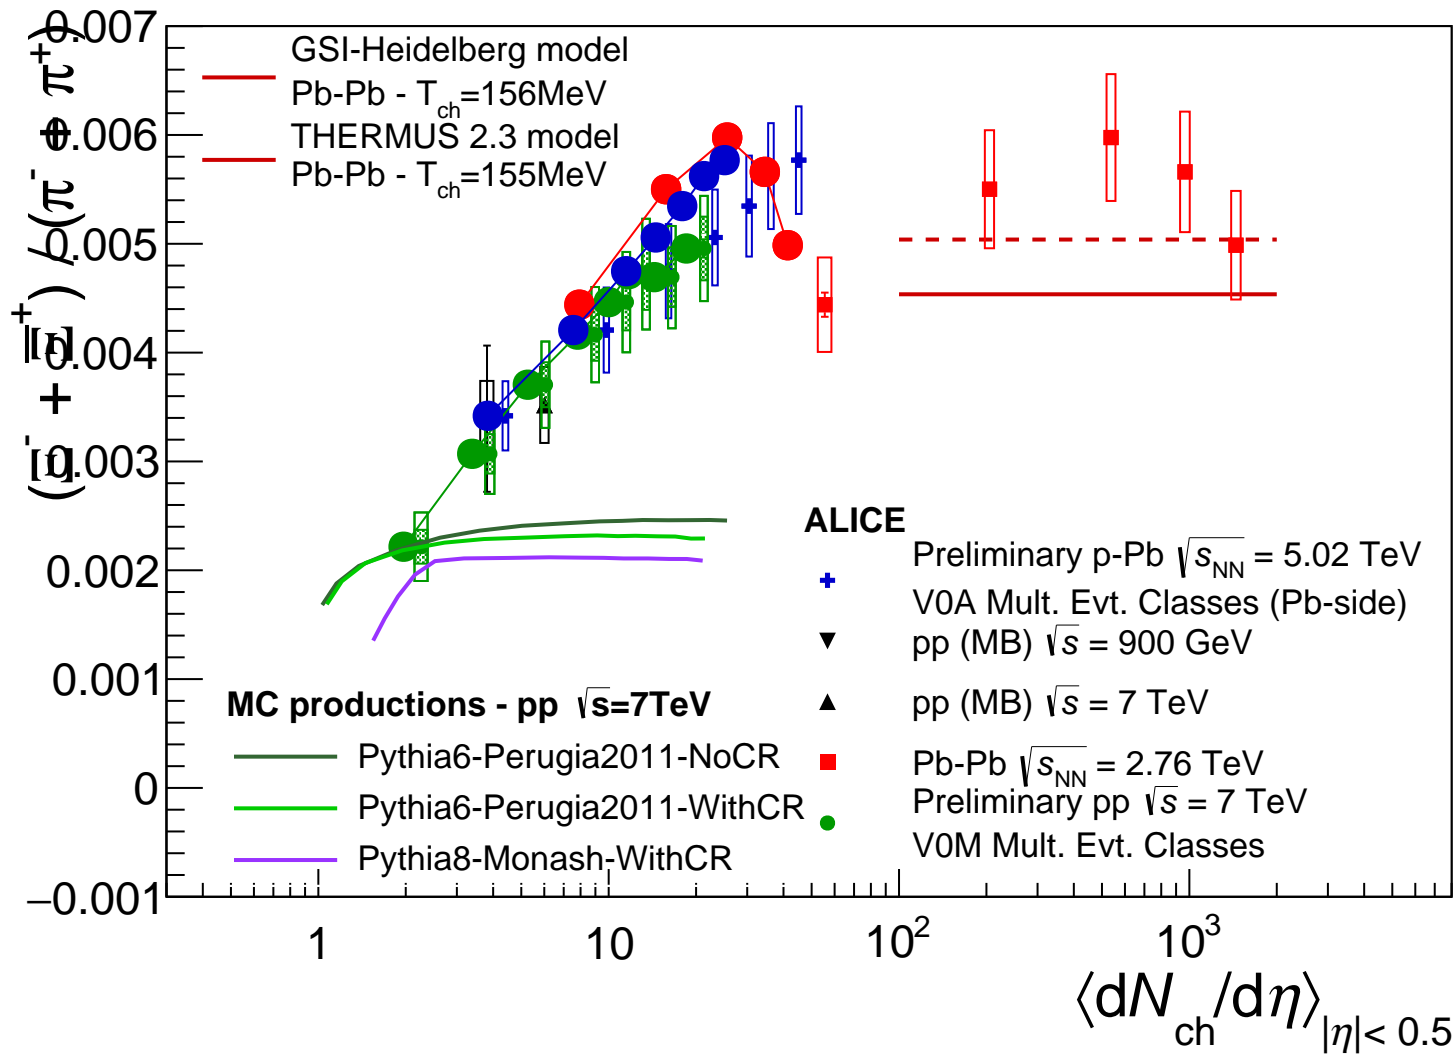 (Ξ⁻ + Ξ̅⁺) / (π⁻ + π⁺)
0.007
0.006
0.005
0.004
0.003
0.002
0.001
0
−0.001
GSI-Heidelberg model
Pb-Pb - T_ch=156MeV
THERMUS 2.3 model
Pb-Pb - T_ch=155MeV
ALICE
Preliminary p-Pb √s_NN = 5.02 TeV
V0A Mult. Evt. Classes (Pb-side)
pp (MB) √s = 900 GeV
pp (MB) √s = 7 TeV
Pb-Pb √s_NN = 2.76 TeV
Preliminary pp √s = 7 TeV
V0M Mult. Evt. Classes
MC productions - pp √s=7TeV
Pythia6-Perugia2011-NoCR
Pythia6-Perugia2011-WithCR
Pythia8-Monash-WithCR
1
10
10²
10³
⟨dN_ch/dη⟩_|η|< 0.5